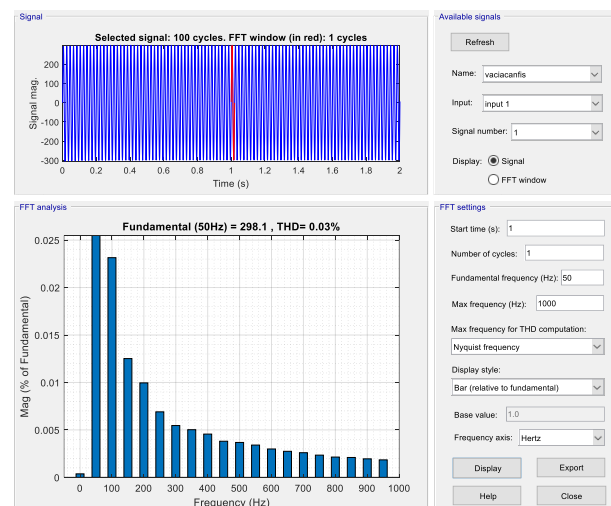 Signal
Selected signal: 100 cycles. FFT window (in red): 1 cycles
Signal mag.
200
100
0
-100
-200
-300
0 0.2 0.4 0.6 0.8 1 1.2 1.4 1.6 1.8 2
Time (s)
Available signals
Refresh
Name: vaciacanfis
Input: input 1
Signal number: 1
Display: Signal
FFT window
FFT analysis
Fundamental (50Hz) = 298.1 , THD= 0.03%
Mag (% of Fundamental)
0.025
0.02
0.015
0.01
0.005
0
0 100 200 300 400 500 600 700 800 900 1000
Frequency (Hz)
FFT settings
Start time (s): 1
Number of cycles: 1
Fundamental frequency (Hz): 50
Max frequency (Hz): 1000
Max frequency for THD computation:
Nyquist frequency
Display style:
Bar (relative to fundamental)
Base value: 1.0
Frequency axis: Hertz
Display Export
Help Close